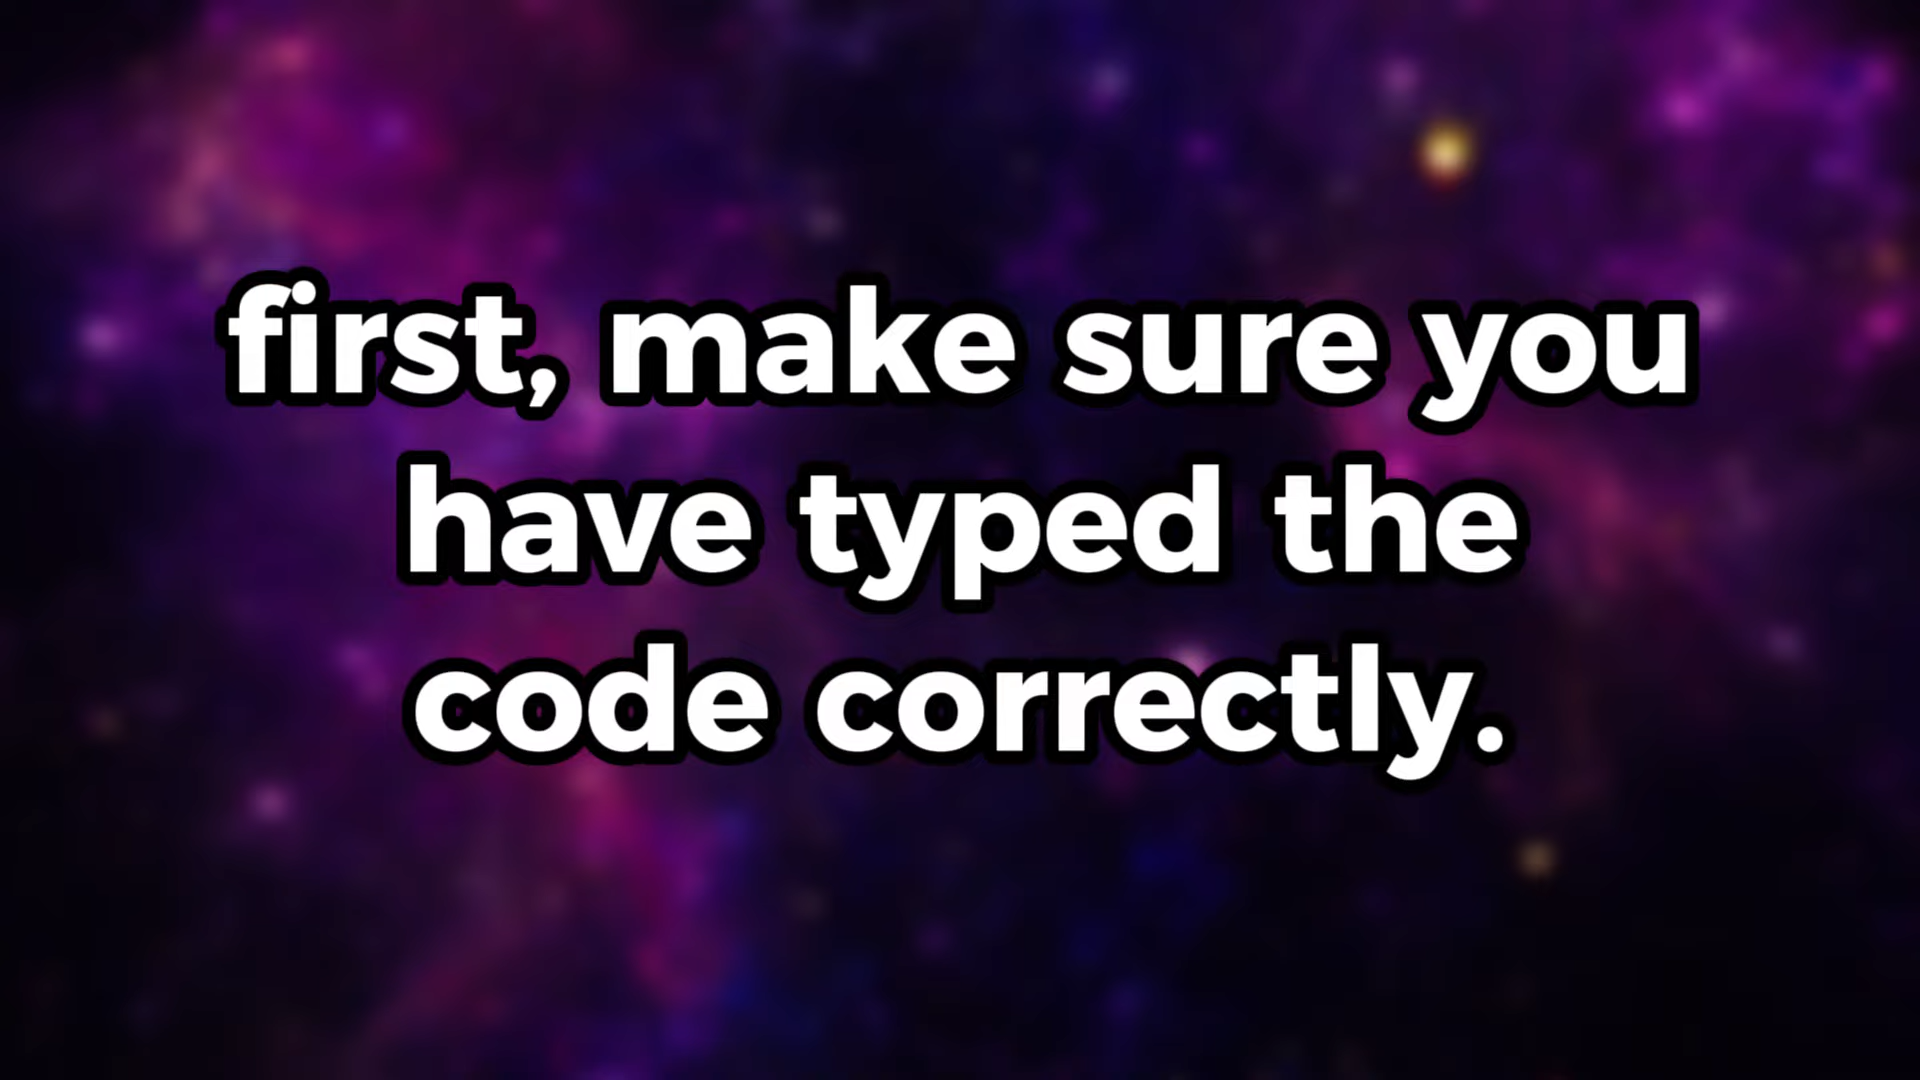 first, make sure you
have typed the
code correctly.